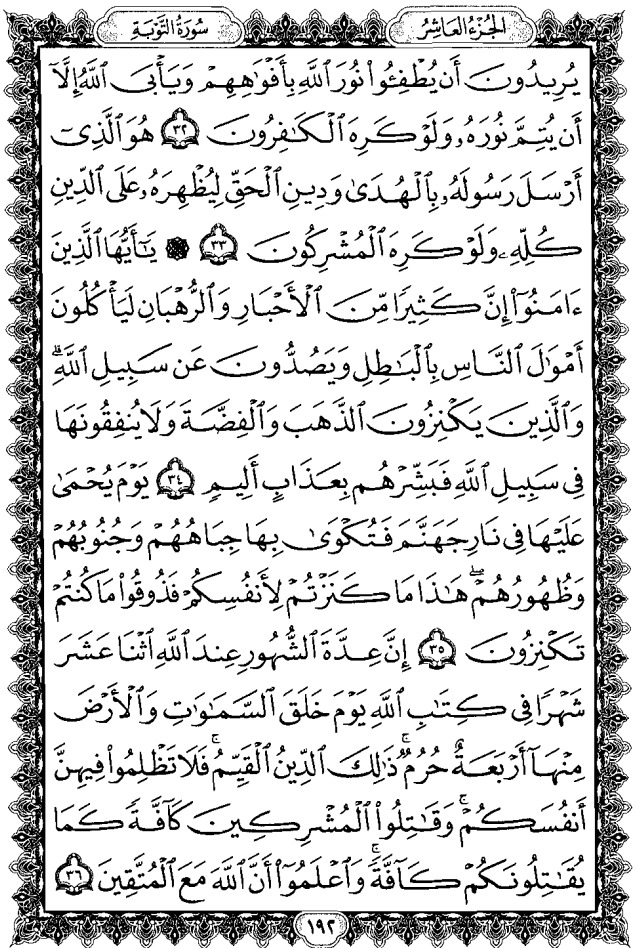 الجُزْءُ العَاشِرُ
سُورَةُ التَّوْبَةِ
يُرِيدُونَ أَن يُطْفِـُٔوا۟ نُورَ ٱللَّهِ بِأَفْوَٰهِهِمْ وَيَأْبَى ٱللَّهُ إِلَّآ
أَن يُتِمَّ نُورَهُۥ وَلَوْ كَرِهَ ٱلْكَـٰفِرُونَ ٣٢ هُوَ ٱلَّذِىٓ
أَرْسَلَ رَسُولَهُۥ بِٱلْهُدَىٰ وَدِينِ ٱلْحَقِّ لِيُظْهِرَهُۥ عَلَى ٱلدِّينِ
كُلِّهِۦ وَلَوْ كَرِهَ ٱلْمُشْرِكُونَ ٣٣ ۞ يَـٰٓأَيُّهَا ٱلَّذِينَ
ءَامَنُوٓا۟ إِنَّ كَثِيرًا مِّنَ ٱلْأَحْبَارِ وَٱلرُّهْبَانِ لَيَأْكُلُونَ
أَمْوَٰلَ ٱلنَّاسِ بِٱلْبَـٰطِلِ وَيَصُدُّونَ عَن سَبِيلِ ٱللَّهِ ۗ
وَٱلَّذِينَ يَكْنِزُونَ ٱلذَّهَبَ وَٱلْفِضَّةَ وَلَا يُنفِقُونَهَا
فِى سَبِيلِ ٱللَّهِ فَبَشِّرْهُم بِعَذَابٍ أَلِيمٍ ٣٤ يَوْمَ يُحْمَىٰ
عَلَيْهَا فِى نَارِ جَهَنَّمَ فَتُكْوَىٰ بِهَا جِبَاهُهُمْ وَجُنُوبُهُمْ
وَظُهُورُهُمْ ۖ هَـٰذَا مَا كَنَزْتُمْ لِأَنفُسِكُمْ فَذُوقُوا۟ مَا كُنتُمْ
تَكْنِزُونَ ٣٥ إِنَّ عِدَّةَ ٱلشُّهُورِ عِندَ ٱللَّهِ ٱثْنَا عَشَرَ
شَهْرًا فِى كِتَـٰبِ ٱللَّهِ يَوْمَ خَلَقَ ٱلسَّمَـٰوَٰتِ وَٱلْأَرْضَ
مِنْهَآ أَرْبَعَةٌ حُرُمٌ ۚ ذَٰلِكَ ٱلدِّينُ ٱلْقَيِّمُ ۚ فَلَا تَظْلِمُوا۟ فِيهِنَّ
أَنفُسَكُمْ ۚ وَقَـٰتِلُوا۟ ٱلْمُشْرِكِينَ كَآفَّةً كَمَا
يُقَـٰتِلُونَكُمْ كَآفَّةً ۚ وَٱعْلَمُوٓا۟ أَنَّ ٱللَّهَ مَعَ ٱلْمُتَّقِينَ ٣٦
١٩٢